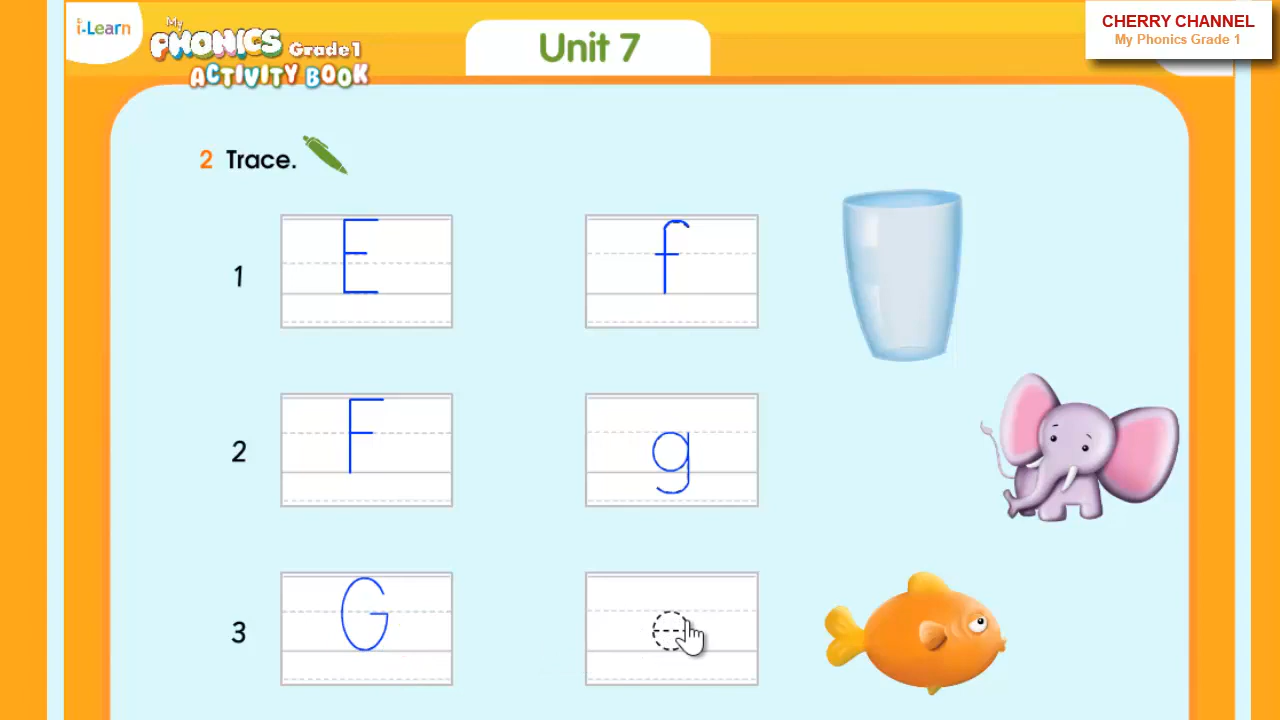 i-Learn
My
PHONICS Grade 1
ACTIVITY BOOK
Unit 7
CHERRY CHANNEL
My Phonics Grade 1
2 Trace.
1 E f
2 F g
3 G e